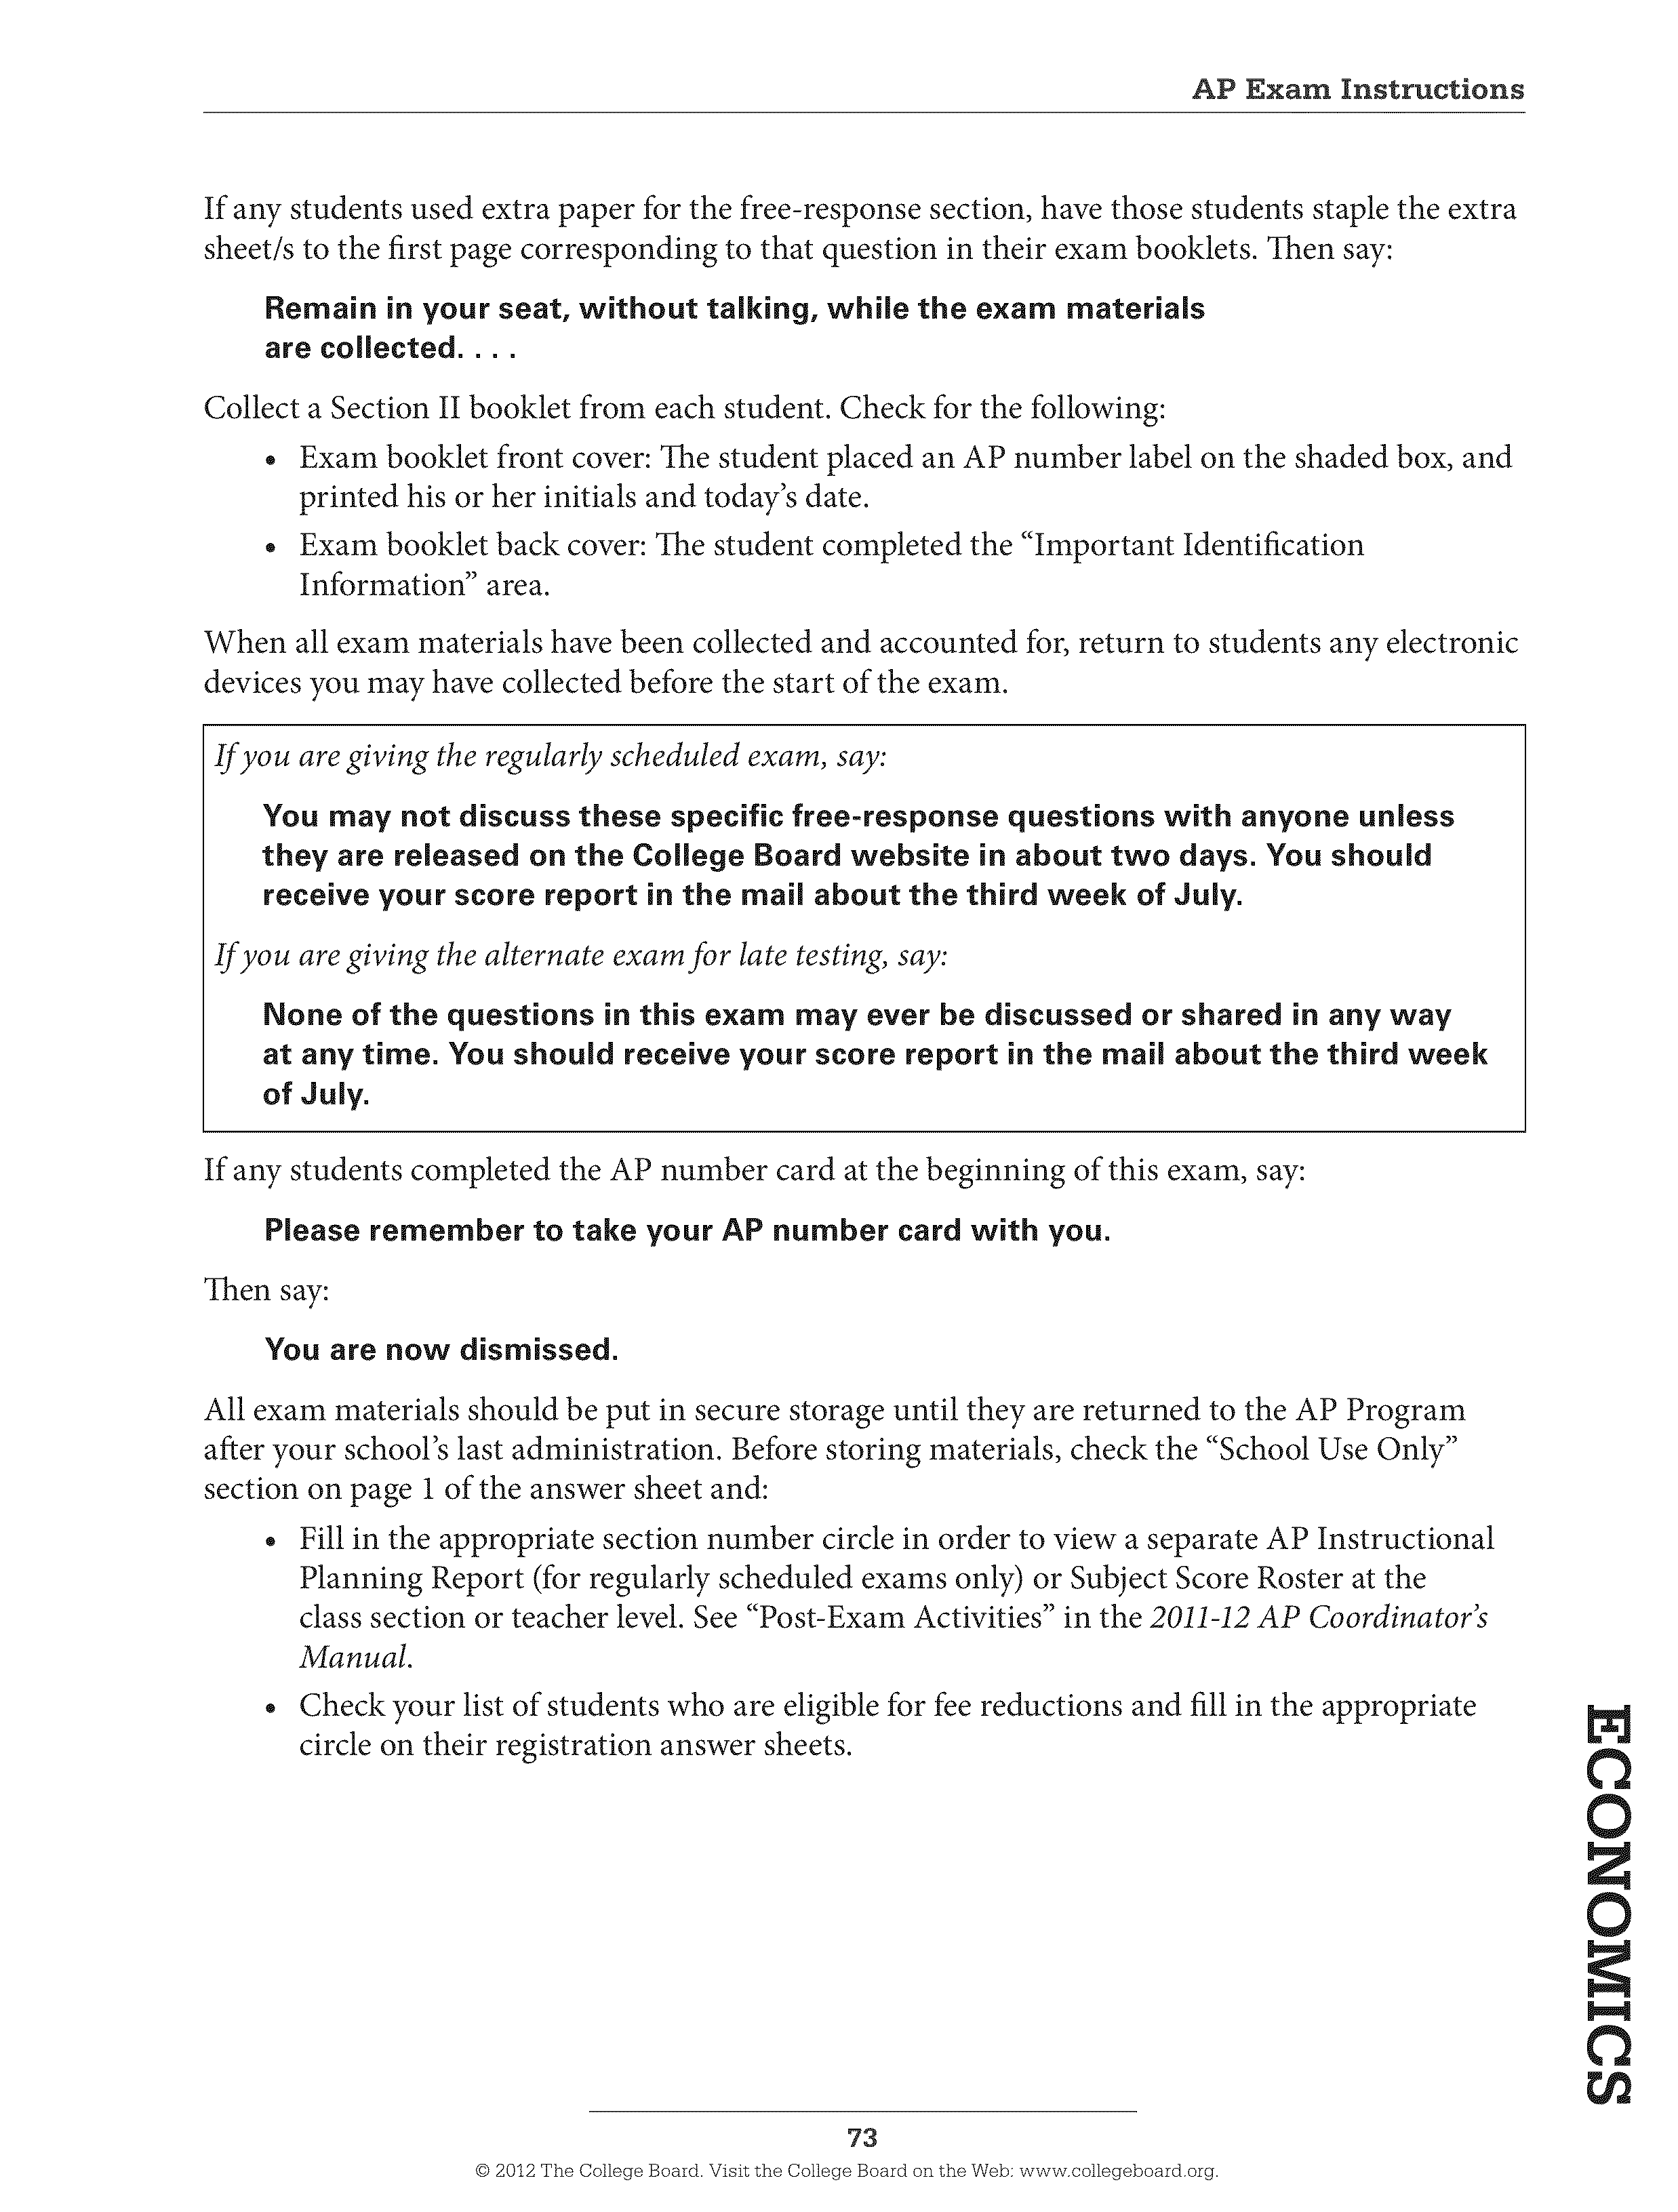 AP Exam Instructions
If any students used extra paper for the free-response section, have those students staple the extra
sheet/s to the first page corresponding to that question in their exam booklets. Then say:
Remain in your seat, without talking, while the exam materials
are collected. . . .
Collect a Section II booklet from each student. Check for the following:
• Exam booklet front cover: The student placed an AP number label on the shaded box, and
printed his or her initials and today’s date.
• Exam booklet back cover: The student completed the “Important Identification
Information” area.
When all exam materials have been collected and accounted for, return to students any electronic
devices you may have collected before the start of the exam.
If you are giving the regularly scheduled exam, say:
You may not discuss these specific free-response questions with anyone unless
they are released on the College Board website in about two days. You should
receive your score report in the mail about the third week of July.
If you are giving the alternate exam for late testing, say:
None of the questions in this exam may ever be discussed or shared in any way
at any time. You should receive your score report in the mail about the third week
of July.
If any students completed the AP number card at the beginning of this exam, say:
Please remember to take your AP number card with you.
Then say:
You are now dismissed.
All exam materials should be put in secure storage until they are returned to the AP Program
after your school’s last administration. Before storing materials, check the “School Use Only”
section on page 1 of the answer sheet and:
• Fill in the appropriate section number circle in order to view a separate AP Instructional
Planning Report (for regularly scheduled exams only) or Subject Score Roster at the
class section or teacher level. See “Post-Exam Activities” in the 2011-12 AP Coordinator’s
Manual.
• Check your list of students who are eligible for fee reductions and fill in the appropriate
circle on their registration answer sheets.
ECONOMICS
73
© 2012 The College Board. Visit the College Board on the Web: www.collegeboard.org.